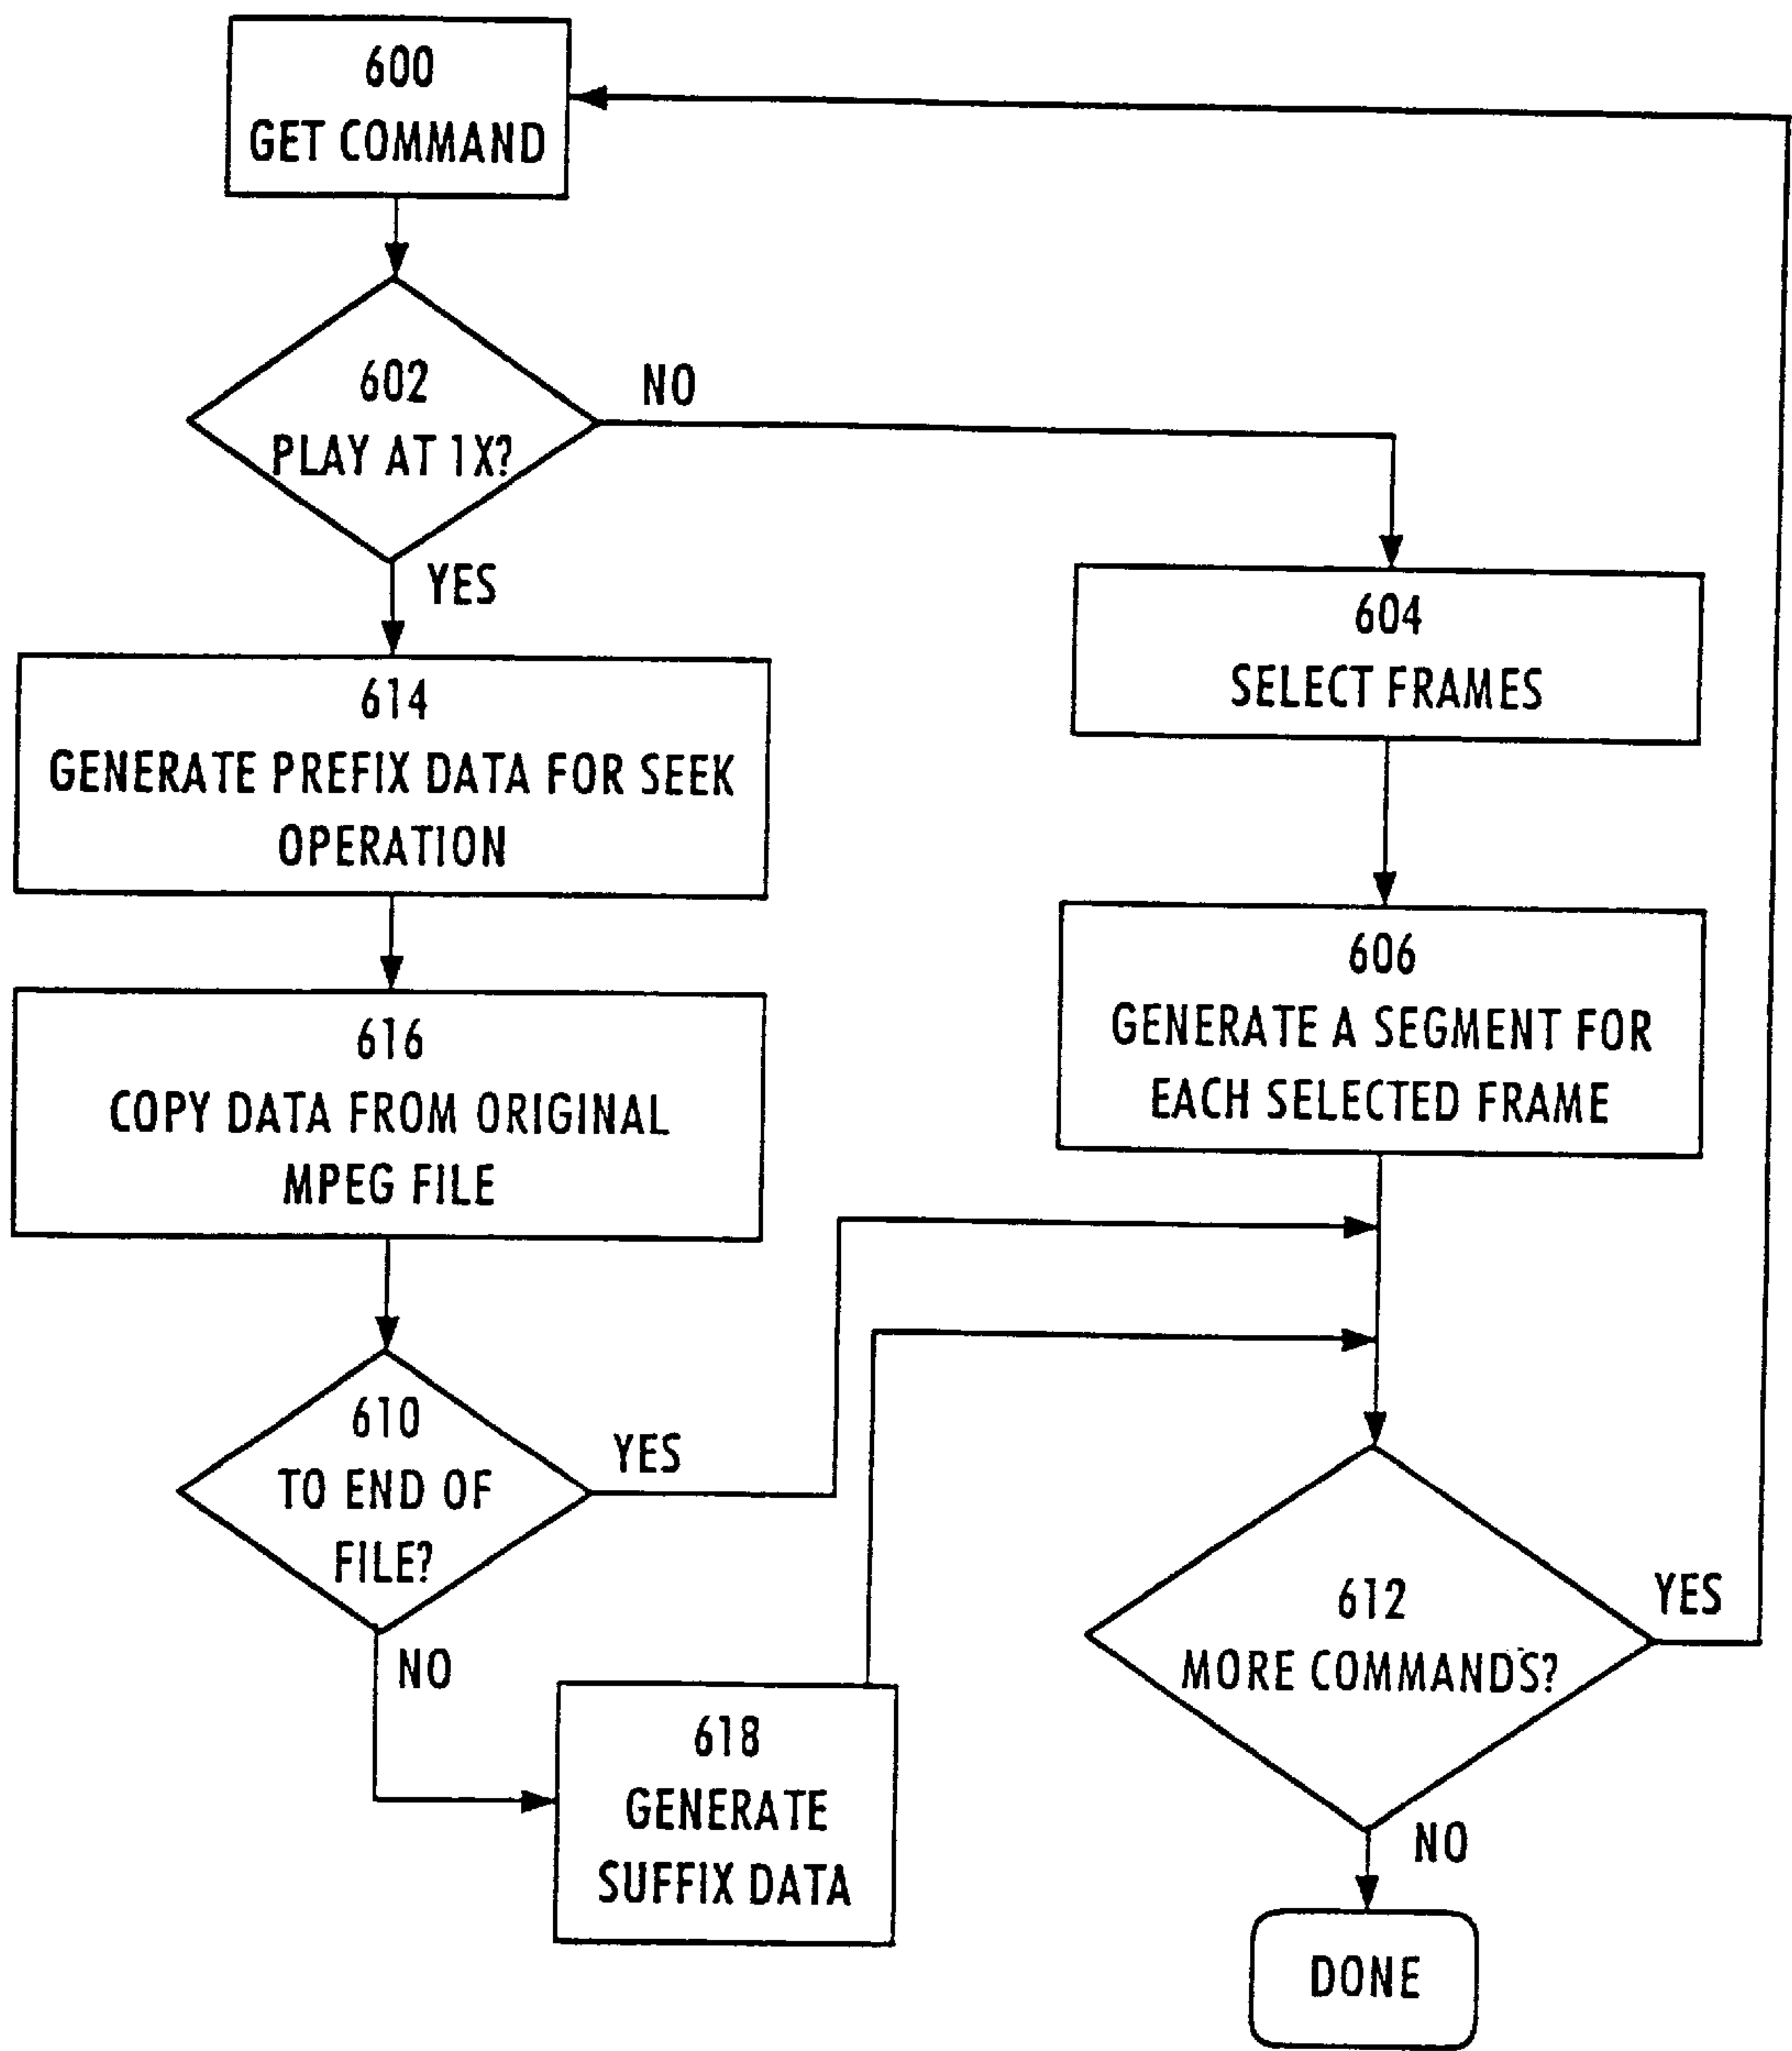 600
GET COMMAND
602
PLAY AT 1X?
NO
YES
604
SELECT FRAMES
614
GENERATE PREFIX DATA FOR SEEK
OPERATION
606
GENERATE A SEGMENT FOR
EACH SELECTED FRAME
616
COPY DATA FROM ORIGINAL
MPEG FILE
610
TO END OF
FILE?
YES
NO
618
GENERATE
SUFFIX DATA
612
MORE COMMANDS?
YES
NO
DONE